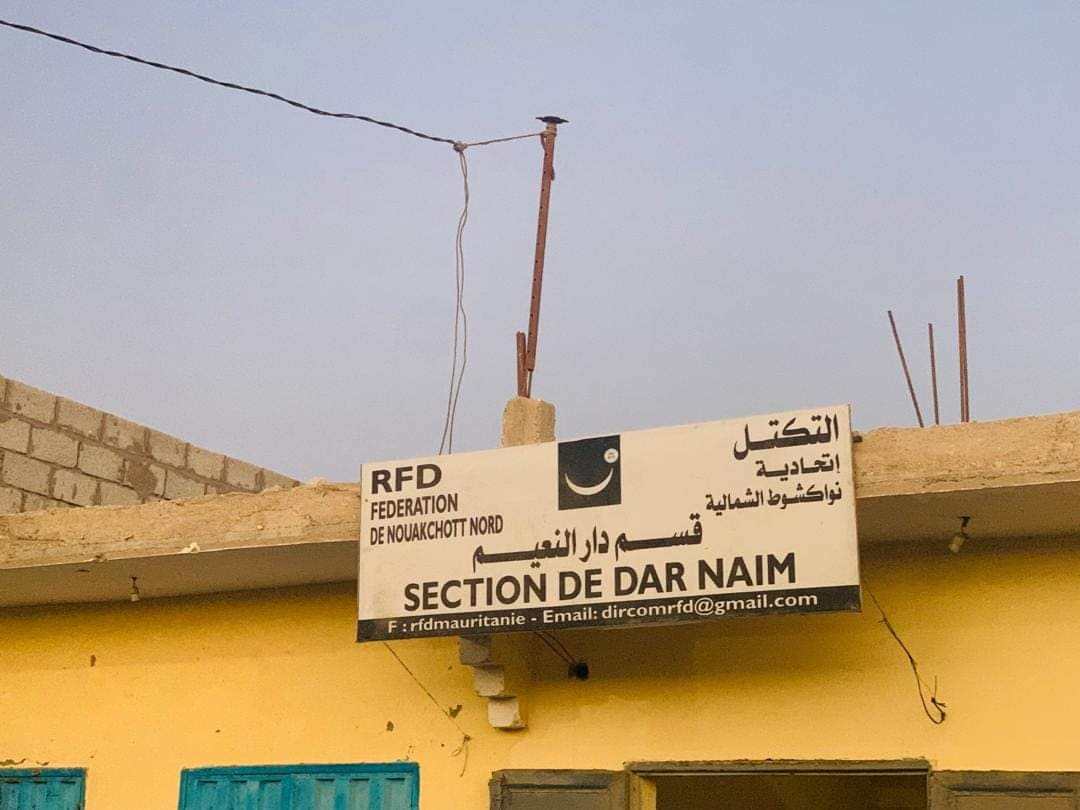 RFD
FEDERATION
DE NOUAKCHOTT NORD
التكتل
إتحادية
نواكشوط الشمالية
قسم دار النعيم
SECTION DE DAR NAIM
F : rfdmauritanie - Email: dircomrfd@gmail.com